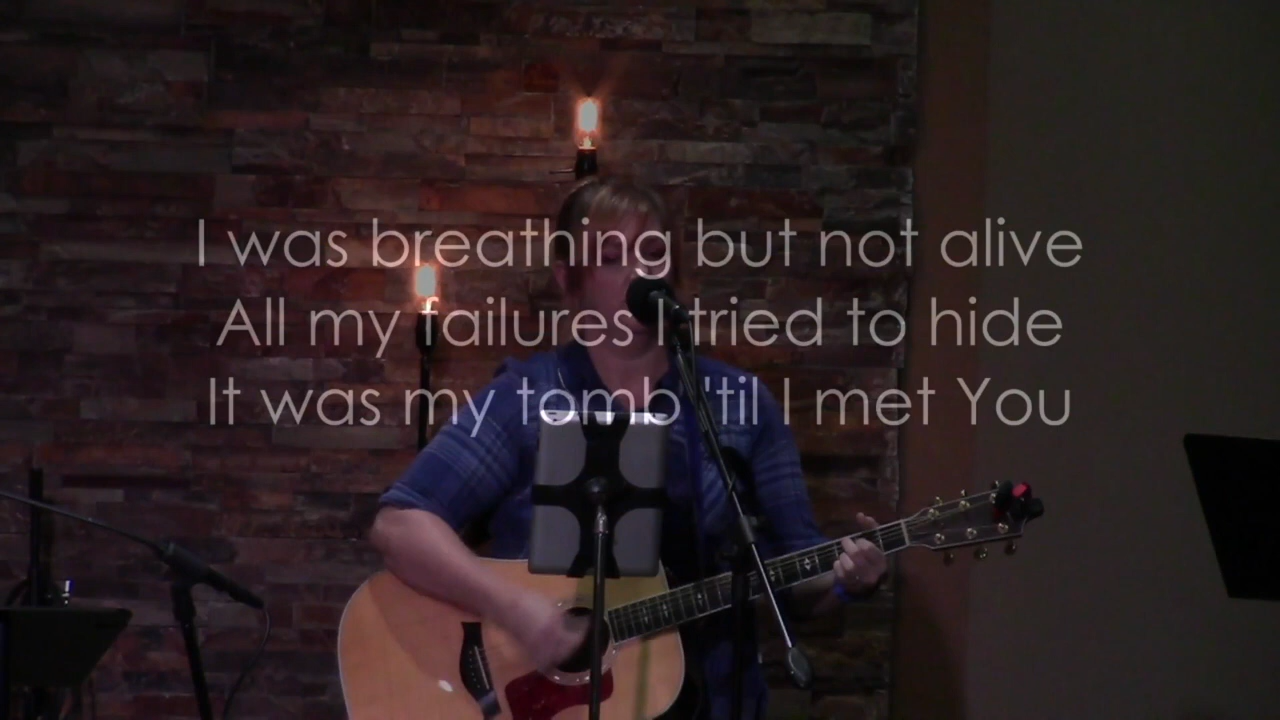 I was breathing but not alive
All my failures I tried to hide
It was my tomb 'til I met You